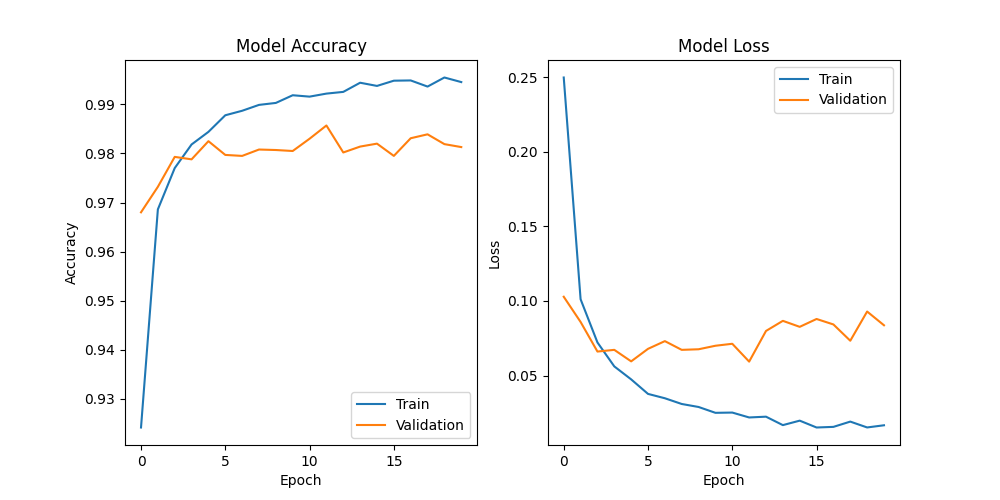 Model Accuracy
Accuracy
0.99
0.98
0.97
0.96
0.95
0.94
0.93
0
5
10
15
Epoch
Train
Validation
Model Loss
Loss
0.25
0.20
0.15
0.10
0.05
0
5
10
15
Epoch
Train
Validation